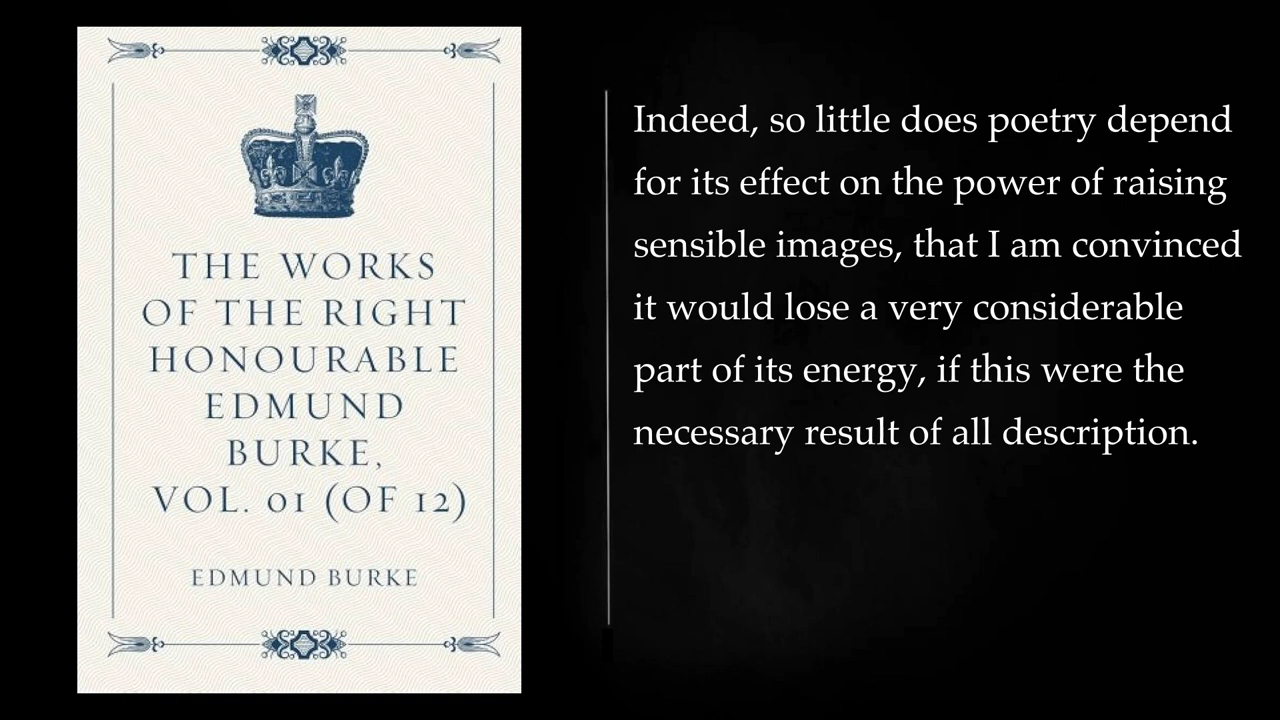 THE WORKS
OF THE RIGHT
HONOURABLE
EDMUND
BURKE,
VOL. 01 (OF 12)
EDMUND BURKE
Indeed, so little does poetry depend
for its effect on the power of raising
sensible images, that I am convinced
it would lose a very considerable
part of its energy, if this were the
necessary result of all description.